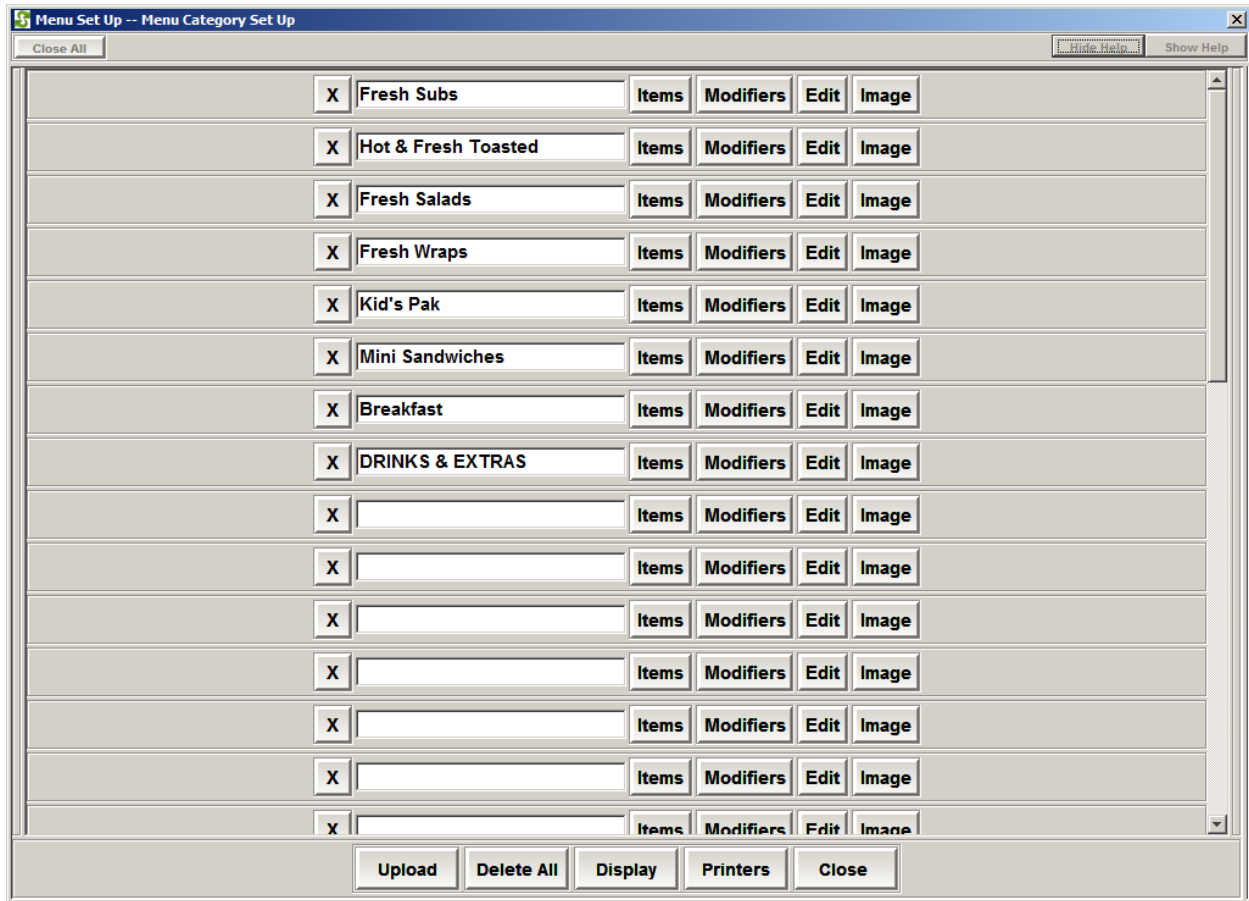 Menu Set Up -- Menu Category Set Up
Close All Hide Help Show Help
X Fresh Subs Items Modifiers Edit Image
X Hot & Fresh Toasted Items Modifiers Edit Image
X Fresh Salads Items Modifiers Edit Image
X Fresh Wraps Items Modifiers Edit Image
X Kid's Pak Items Modifiers Edit Image
X Mini Sandwiches Items Modifiers Edit Image
X Breakfast Items Modifiers Edit Image
X DRINKS & EXTRAS Items Modifiers Edit Image
X Items Modifiers Edit Image
X Items Modifiers Edit Image
X Items Modifiers Edit Image
X Items Modifiers Edit Image
X Items Modifiers Edit Image
X Items Modifiers Edit Image
X Items Modifiers Edit Image
Upload Delete All Display Printers Close